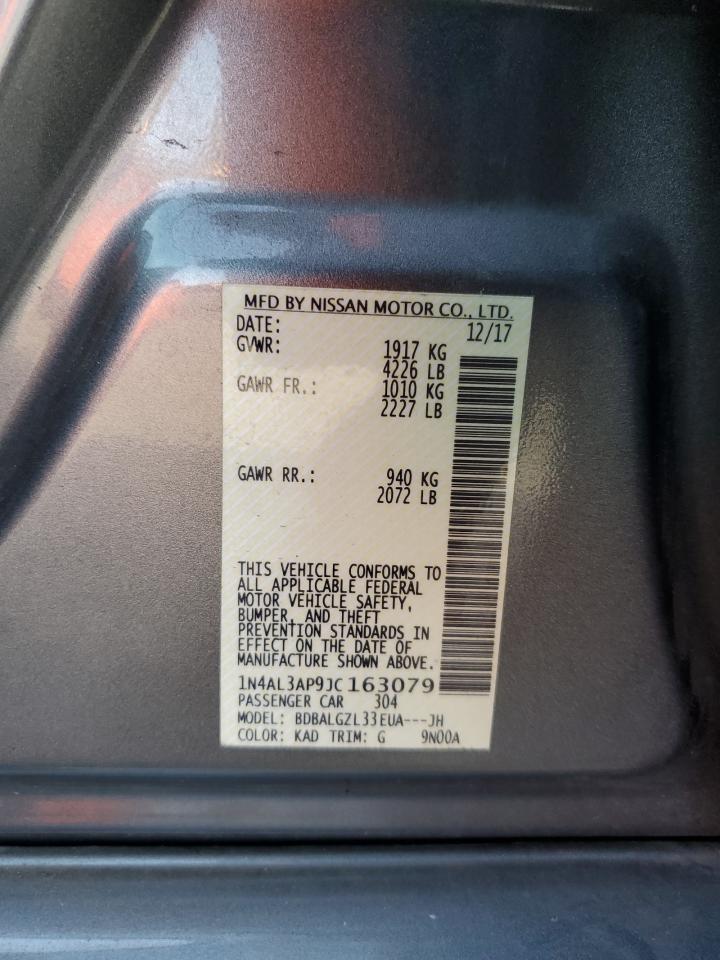 MFD BY NISSAN MOTOR CO., LTD.
DATE: 12/17
GVWR: 1917 KG
4226 LB
GAWR FR.: 1010 KG
2227 LB
GAWR RR.: 940 KG
2072 LB
THIS VEHICLE CONFORMS TO
ALL APPLICABLE FEDERAL
MOTOR VEHICLE SAFETY,
BUMPER, AND THEFT
PREVENTION STANDARDS IN
EFFECT ON THE DATE OF
MANUFACTURE SHOWN ABOVE.
1N4AL3AP9JC163079
PASSENGER CAR 304
MODEL: BDBALGZL33EUA---JH
COLOR: KAD TRIM: G 9N00A